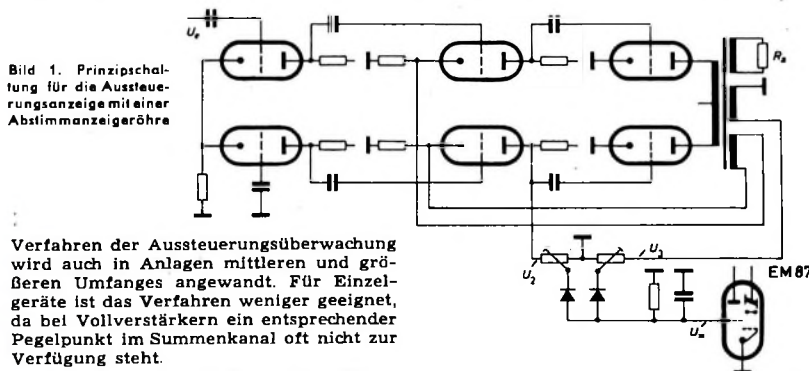 Bild 1. Prinzipschal-
tung für die Aussteue-
rungsanzeige mit einer
Abstimmanzeigeröhre
Uₑ
Rₐ
U₂
U₃
EM 87
U₌
Verfahren der Aussteuerungsüberwachung
wird auch in Anlagen mittleren und grö-
ßeren Umfanges angewandt. Für Einzel-
geräte ist das Verfahren weniger geeignet,
da bei Vollverstärkern ein entsprechender
Pegelpunkt im Summenkanal oft nicht zur
Verfügung steht.